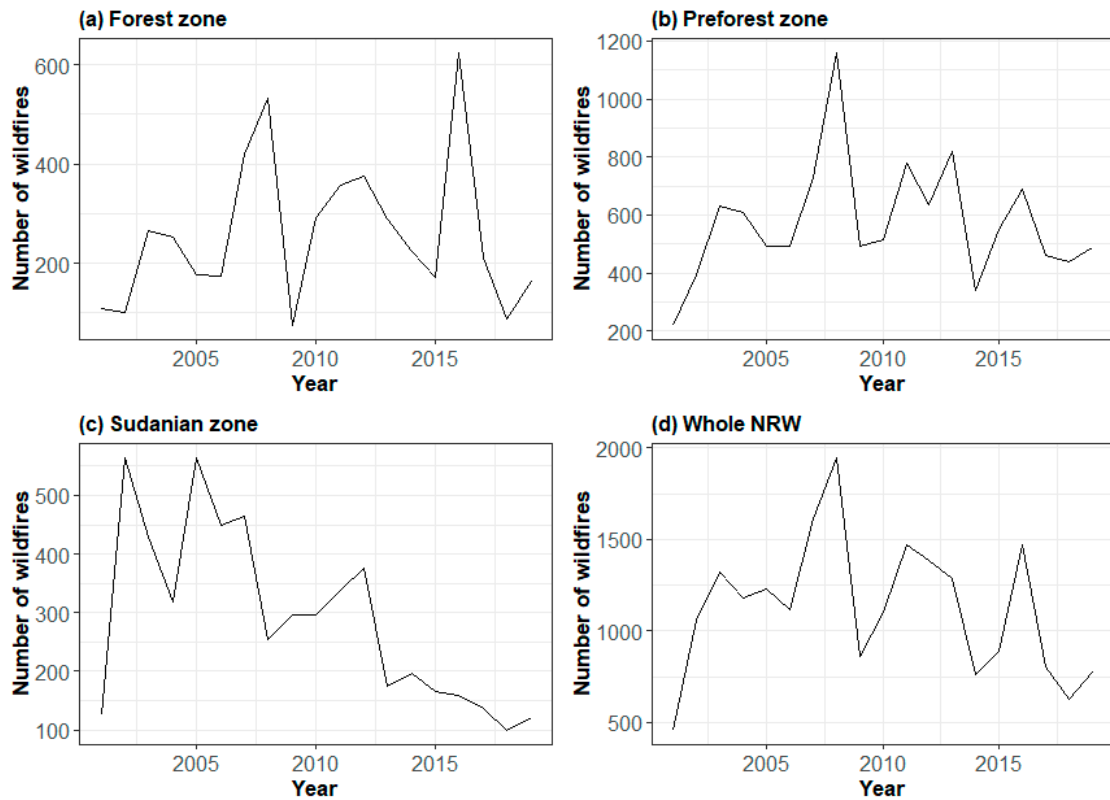 (a) Forest zone
Number of wildfires
600
400
200
2005 2010 2015
Year
(b) Preforest zone
Number of wildfires
1200
1000
800
600
400
200
2005 2010 2015
Year
(c) Sudanian zone
Number of wildfires
500
400
300
200
100
2005 2010 2015
Year
(d) Whole NRW
Number of wildfires
2000
1500
1000
500
2005 2010 2015
Year